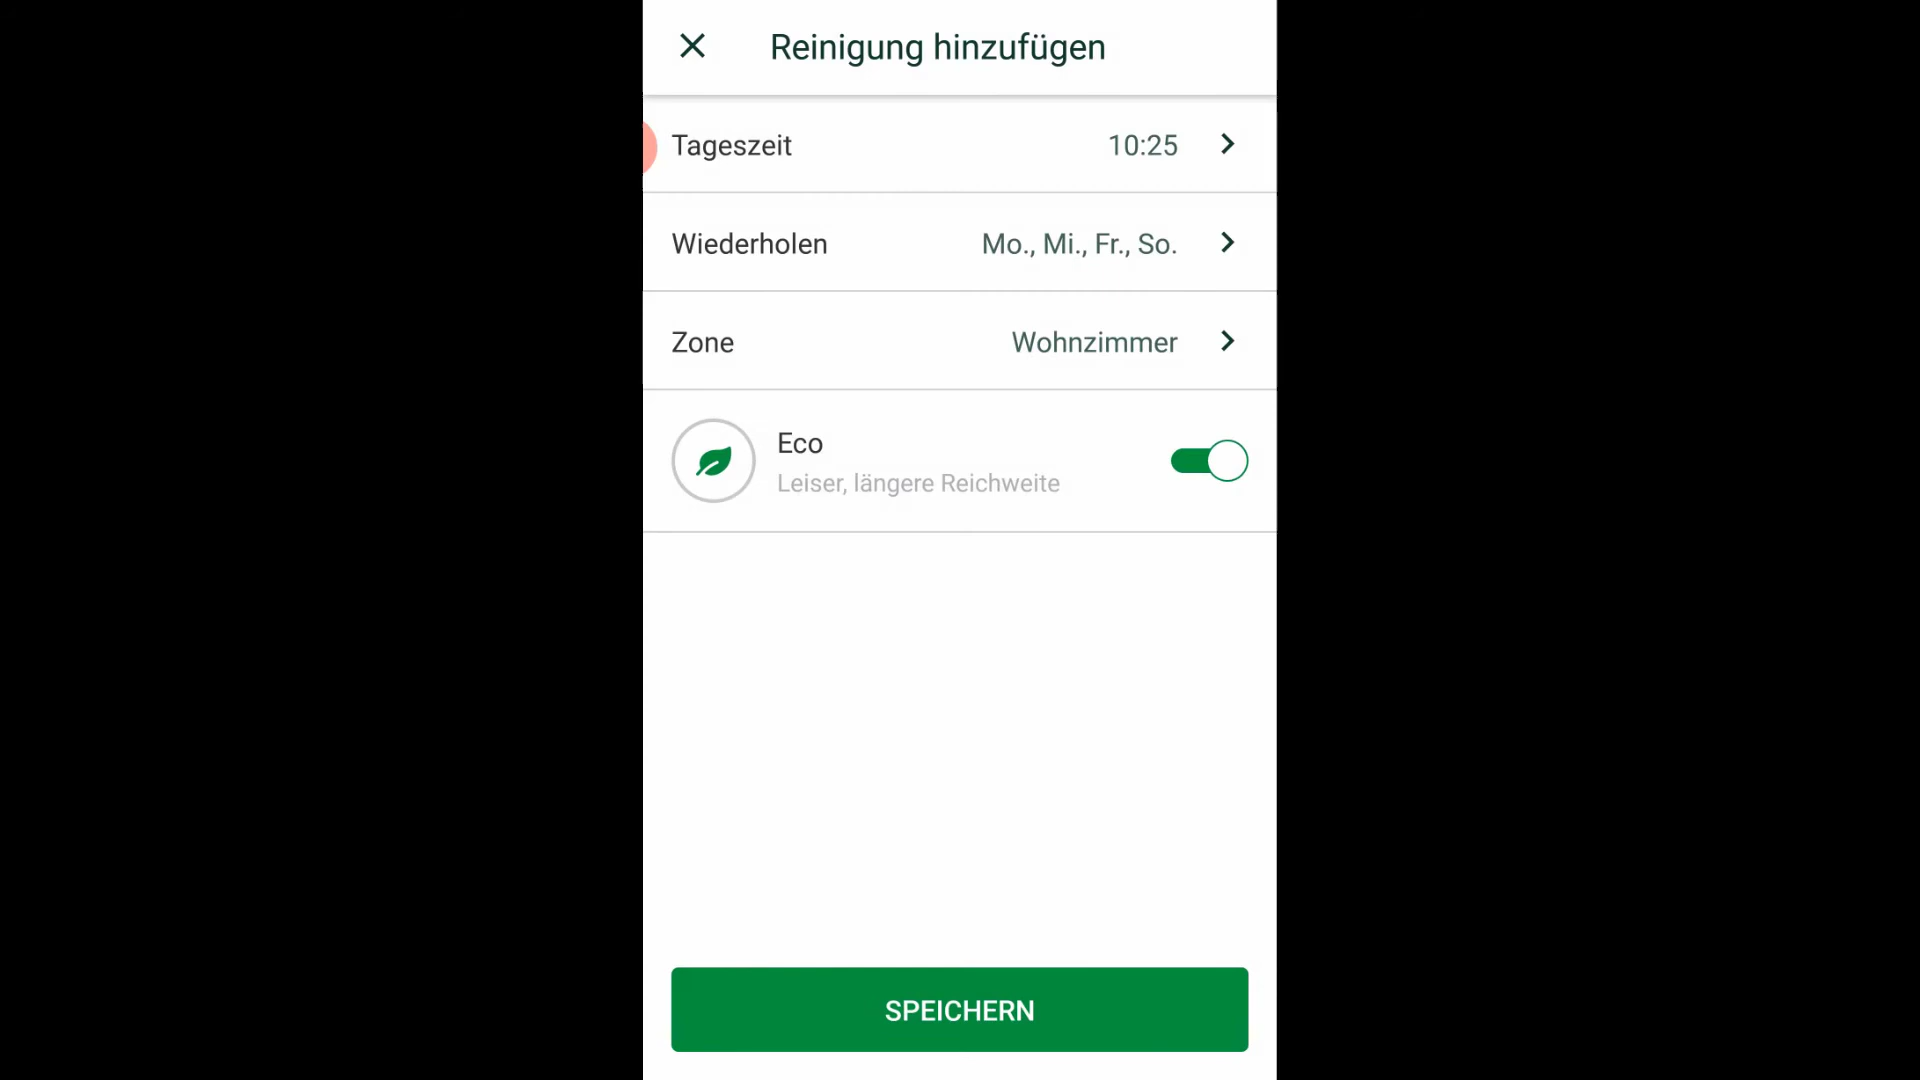 Reinigung hinzufügen
Tageszeit 10:25
Wiederholen Mo., Mi., Fr., So.
Zone Wohnzimmer
Eco
Leiser, längere Reichweite
SPEICHERN